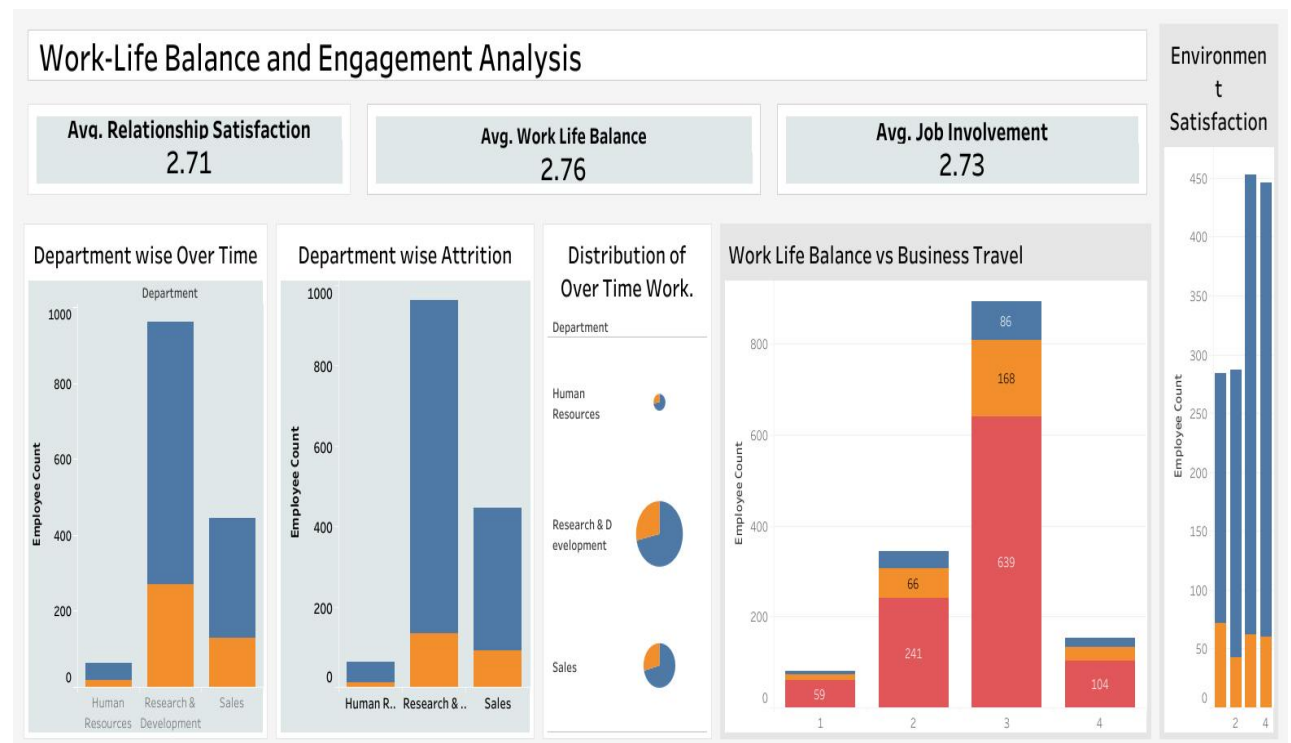 Work-Life Balance and Engagement Analysis
Avg. Relationship Satisfaction
2.71
Avg. Work Life Balance
2.76
Avg. Job Involvement
2.73
Environmen
t
Satisfaction
450
400
350
300
250
200
150
100
50
0
Employee Count
2 4
Department wise Over Time
Department
1000
800
600
400
200
0
Employee Count
Human
Resources
Research &
Development
Sales
Department wise Attrition
1000
800
600
400
200
0
Employee Count
Human R.. Research & .. Sales
Distribution of
Over Time Work.
Department
Human
Resources
Research & D
evelopment
Sales
Work Life Balance vs Business Travel
800
600
400
200
0
Employee Count
59
66
241
86
168
639
104
1 2 3 4